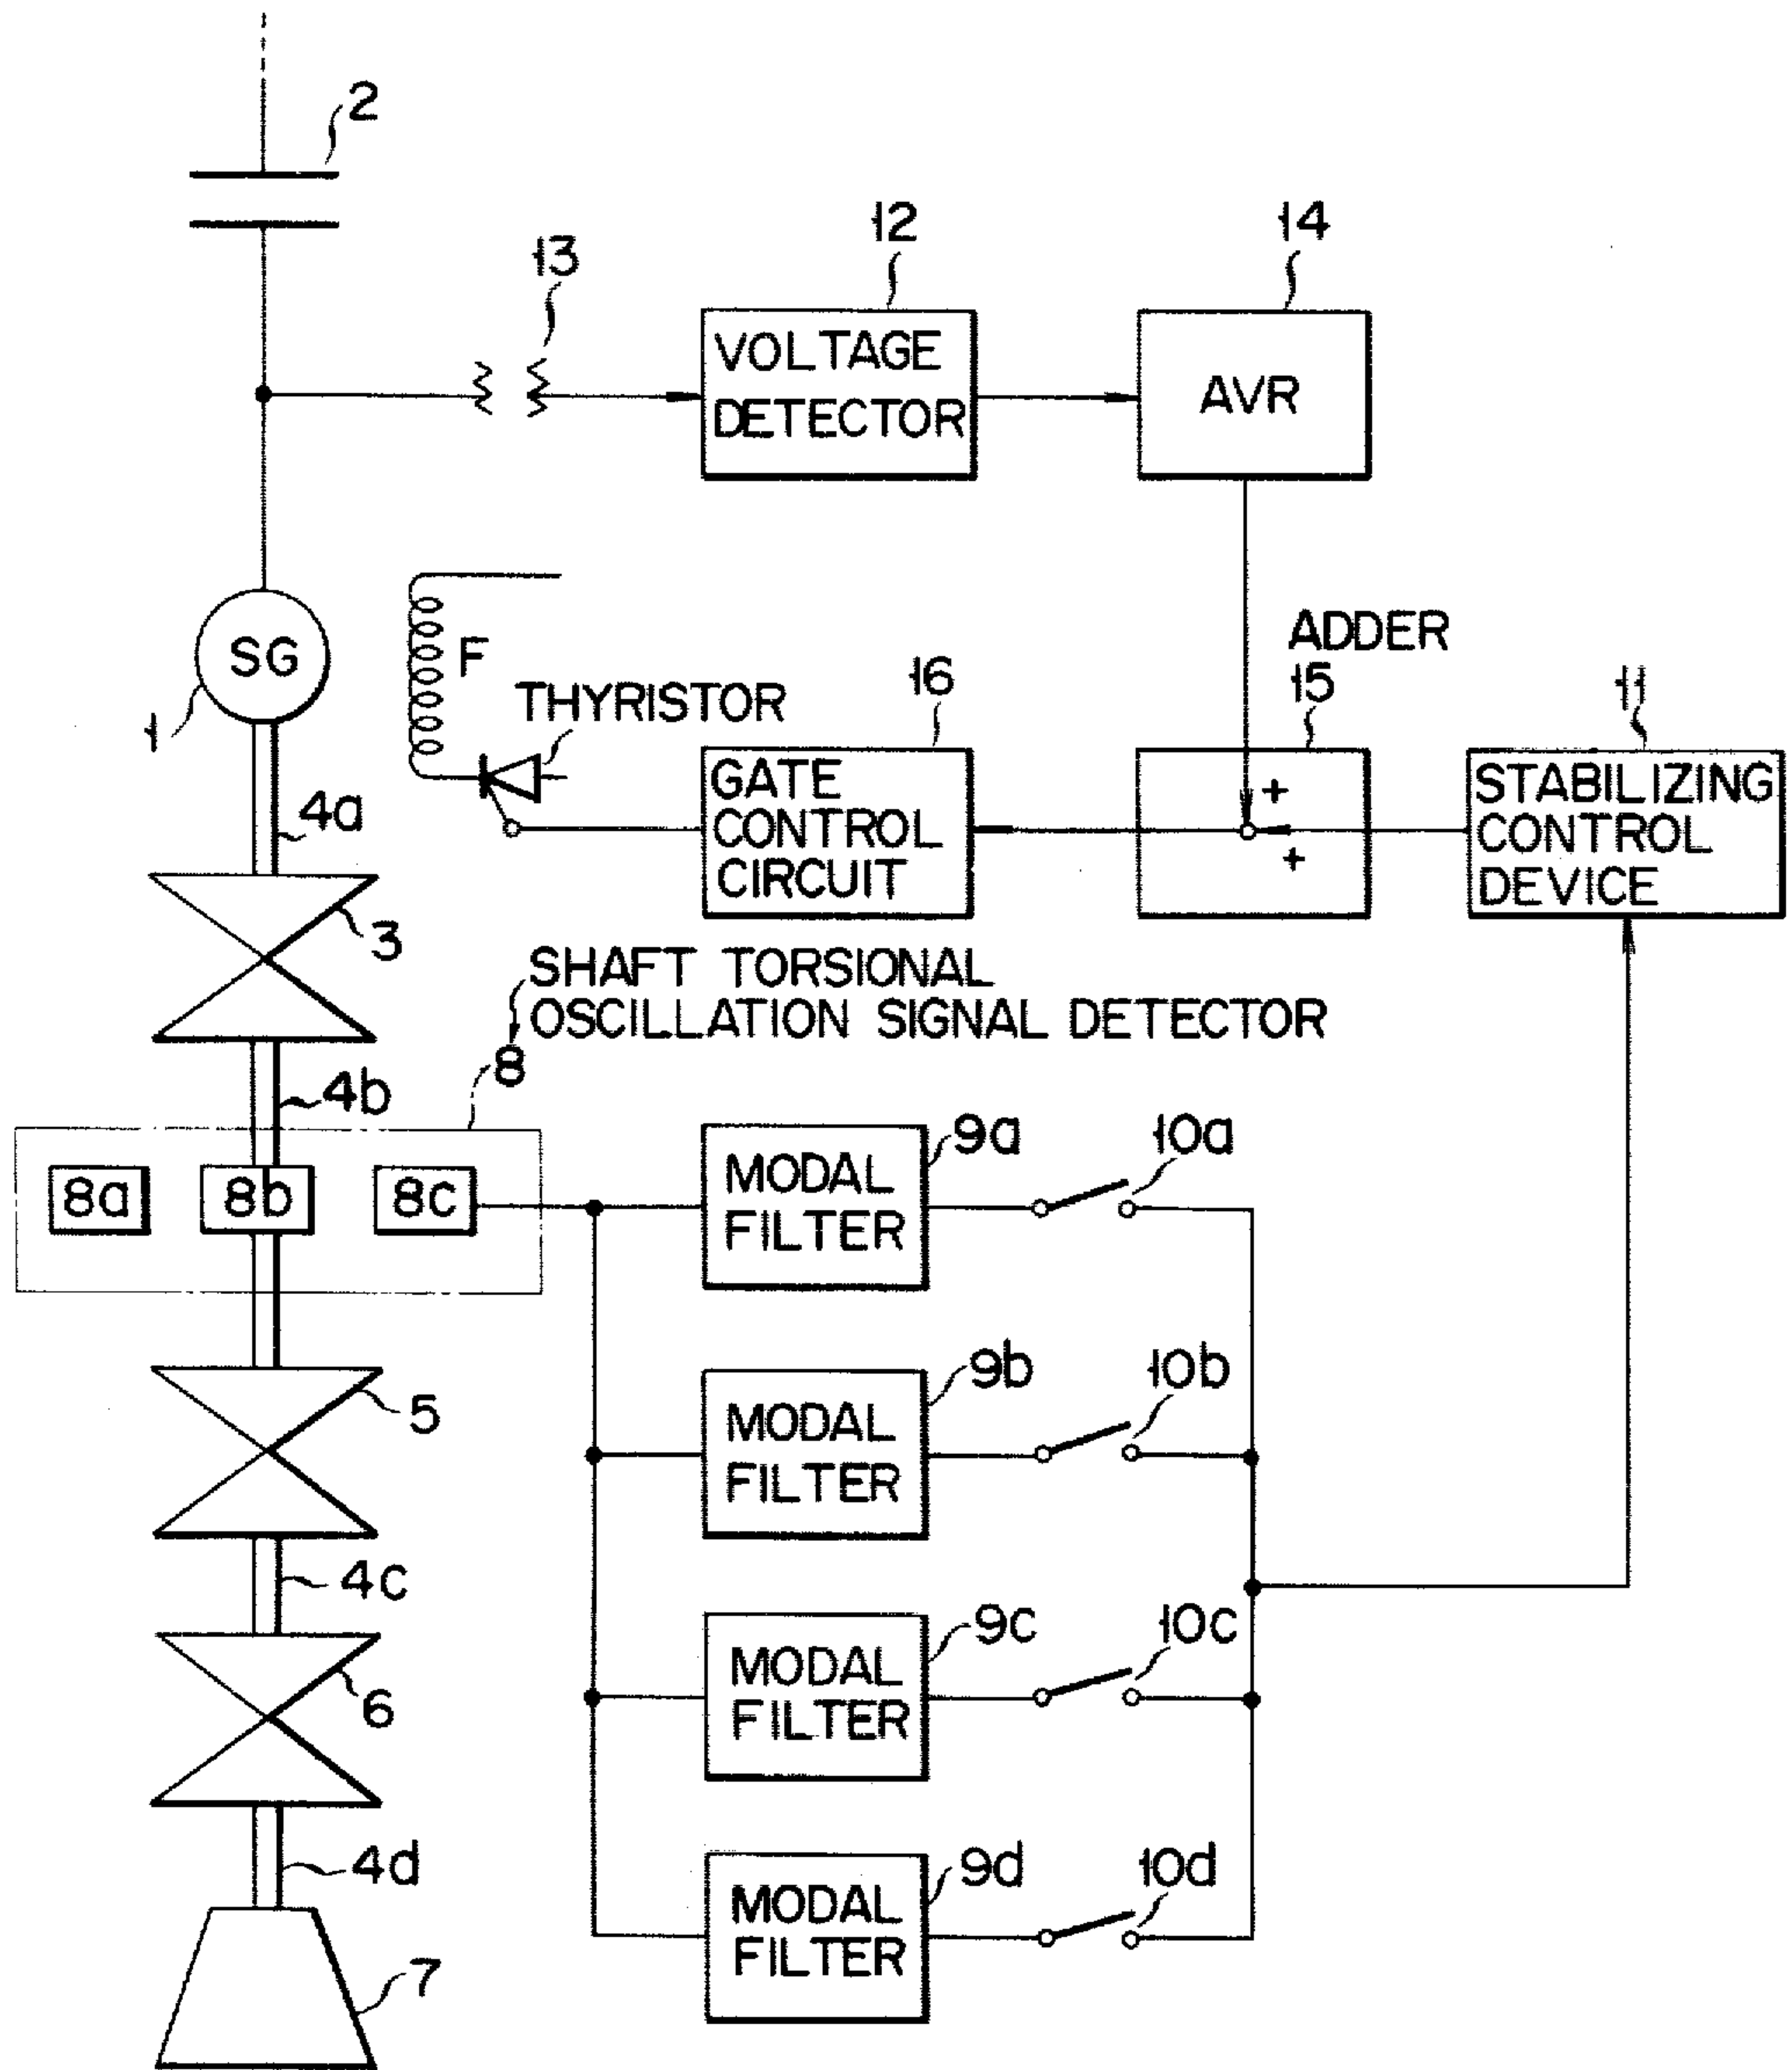 2
13
12
14
VOLTAGE
DETECTOR
AVR
SG
1
F
THYRISTOR
16
ADDER
15
11
4a
GATE
CONTROL
CIRCUIT
+
+
STABILIZING
CONTROL
DEVICE
3
SHAFT TORSIONAL
OSCILLATION SIGNAL DETECTOR
8
4b
8a
8b
8c
MODAL
FILTER
9a
10a
5
MODAL
FILTER
9b
10b
4c
6
MODAL
FILTER
9c
10c
4d
MODAL
FILTER
9d
10d
7